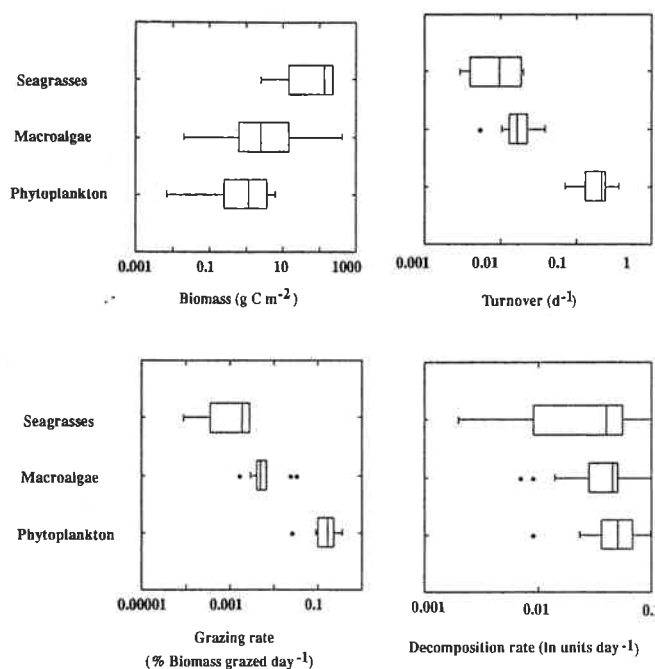 Seagrasses
Macroalgae
Phytoplankton
0.001 0.1 10 1000
Biomass (g C m-2)
0.001 0.01 0.1 1
Turnover (d-1)
Seagrasses
Macroalgae
Phytoplankton
0.00001 0.001 0.1
Grazing rate
(% Biomass grazed day-1)
0.001 0.01 0.1
Decomposition rate (ln units day-1)